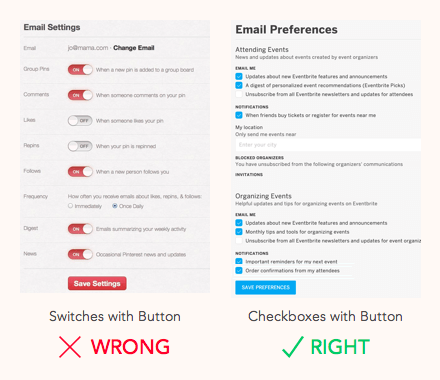 Email Settings
Email jo@mama.com · Change Email
Group Pins ON When a new pin is added to a group board
Comments ON When someone comments on your pin
Likes OFF When someone likes your pin
Repins OFF When your pin is repinned
Follows ON When a new person follows you
Frequency How often you receive emails about likes, repins, & follows:
Immediately Once Daily
Digest ON Emails summarizing your weekly activity
News ON Occasional Pinterest news and updates
Save Settings
Switches with Button
WRONG
Email Preferences
Attending Events
News and updates about events created by event organizers
EMAIL ME
Updates about new Eventbrite features and announcements
A digest of personalized event recommendations (Eventbrite Picks)
Unsubscribe from all Eventbrite newsletters and updates for attendees
NOTIFICATIONS
When friends buy tickets or register for events near me
My location
Only send me events near
Enter your city
BLOCKED ORGANIZERS
You have unsubscribed from the following organizers' communications
INVITATIONS
Organizing Events
Helpful updates and tips for organizing events on Eventbrite
EMAIL ME
Updates about new Eventbrite features and announcements
Monthly tips and tools for organizing events
Unsubscribe from all Eventbrite newsletters and updates for event organiz
NOTIFICATIONS
Important reminders for my next event
Order confirmations from my attendees
SAVE PREFERENCES
Checkboxes with Button
RIGHT